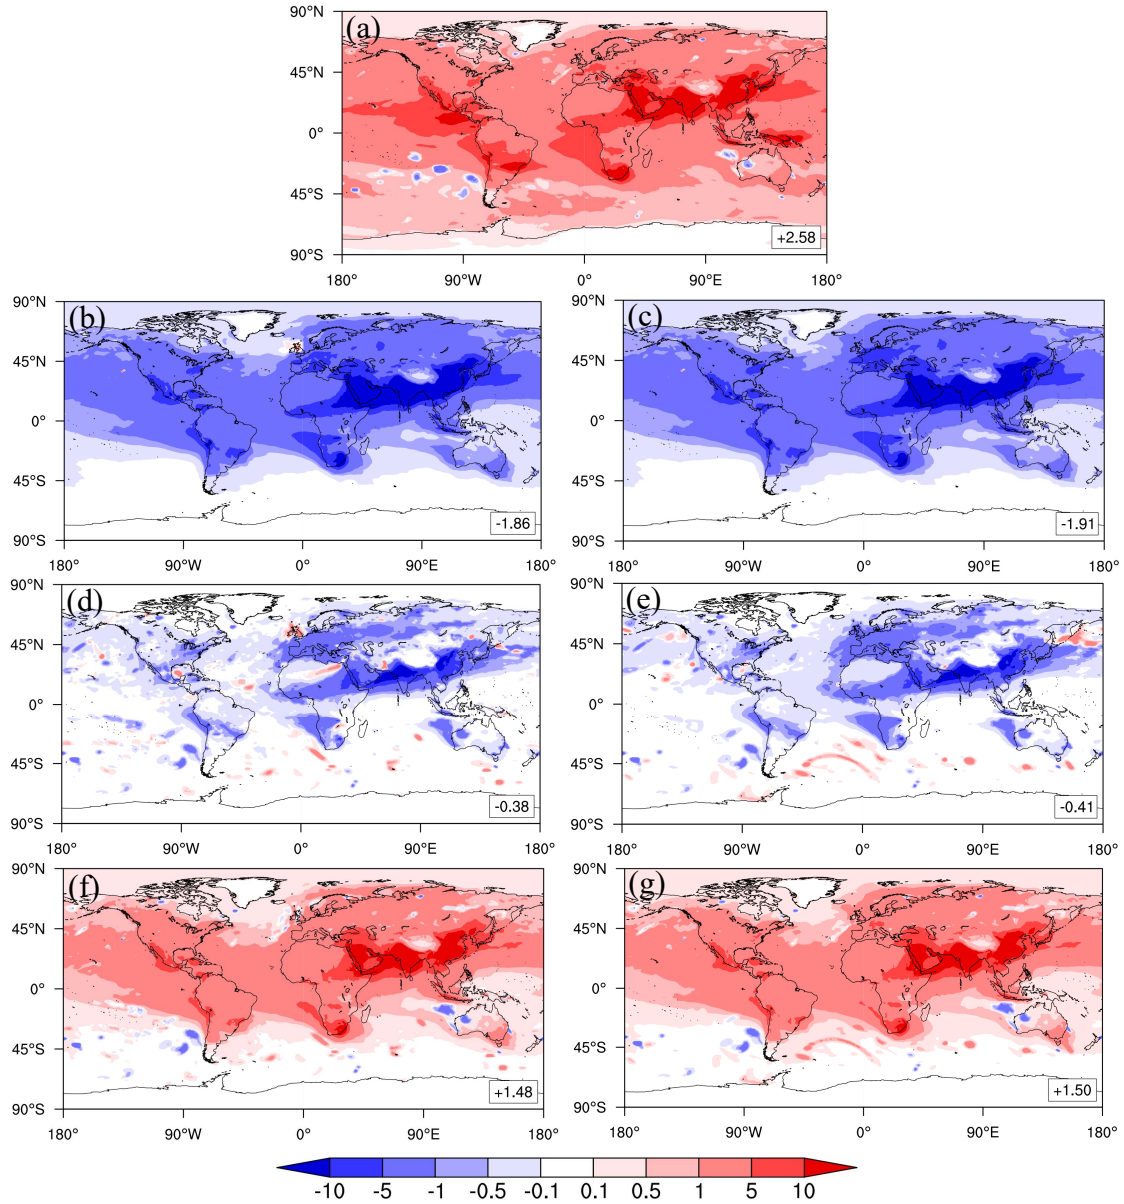 (a)
90°N
45°N
0°
45°S
90°S
+2.58
180° 90°W 0° 90°E 180°
(b) (c)
90°N 90°N
45°N 45°N
0° 0°
45°S 45°S
90°S 90°S
-1.86 -1.91
180° 90°W 0° 90°E 180° 180° 90°W 0° 90°E 180°
(d) (e)
90°N 90°N
45°N 45°N
0° 0°
45°S 45°S
90°S 90°S
-0.38 -0.41
180° 90°W 0° 90°E 180° 180° 90°W 0° 90°E 180°
(f) (g)
90°N 90°N
45°N 45°N
0° 0°
45°S 45°S
90°S 90°S
+1.48 +1.50
180° 90°W 0° 90°E 180° 180° 90°W 0° 90°E 180°
-10 -5 -1 -0.5 -0.1 0.1 0.5 1 5 10